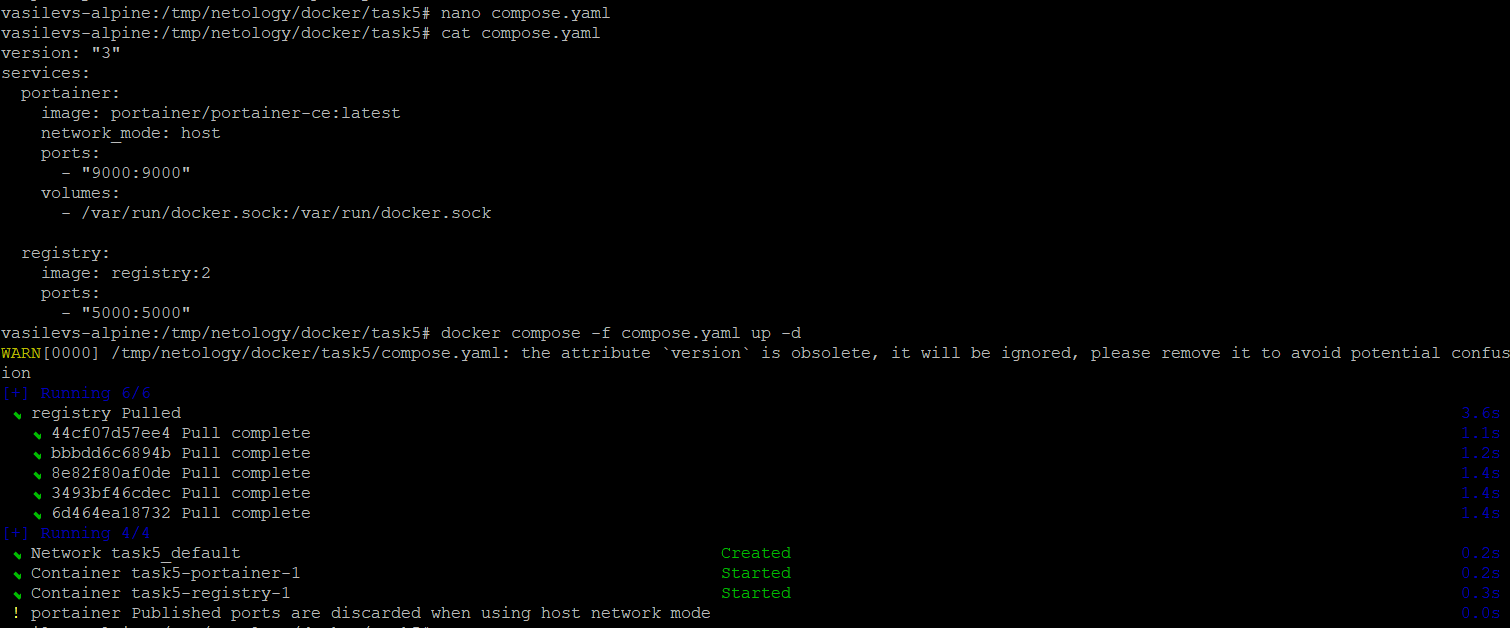 vasilevs-alpine:/tmp/netology/docker/task5# nano compose.yaml
vasilevs-alpine:/tmp/netology/docker/task5# cat compose.yaml
version: "3"
services:
  portainer:
    image: portainer/portainer-ce:latest
    network_mode: host
    ports:
      - "9000:9000"
    volumes:
      - /var/run/docker.sock:/var/run/docker.sock

  registry:
    image: registry:2
    ports:
      - "5000:5000"
vasilevs-alpine:/tmp/netology/docker/task5# docker compose -f compose.yaml up -d
WARN[0000] /tmp/netology/docker/task5/compose.yaml: the attribute `version` is obsolete, it will be ignored, please remove it to avoid potential confus
ion
[+] Running 6/6
 registry Pulled 3.6s
   44cf07d57ee4 Pull complete 1.1s
   bbbdd6c6894b Pull complete 1.2s
   8e82f80af0de Pull complete 1.4s
   3493bf46cdec Pull complete 1.4s
   6d464ea18732 Pull complete 1.4s
[+] Running 4/4
 Network task5_default Created 0.2s
 Container task5-portainer-1 Started 0.2s
 Container task5-registry-1 Started 0.3s
 ! portainer Published ports are discarded when using host network mode 0.0s